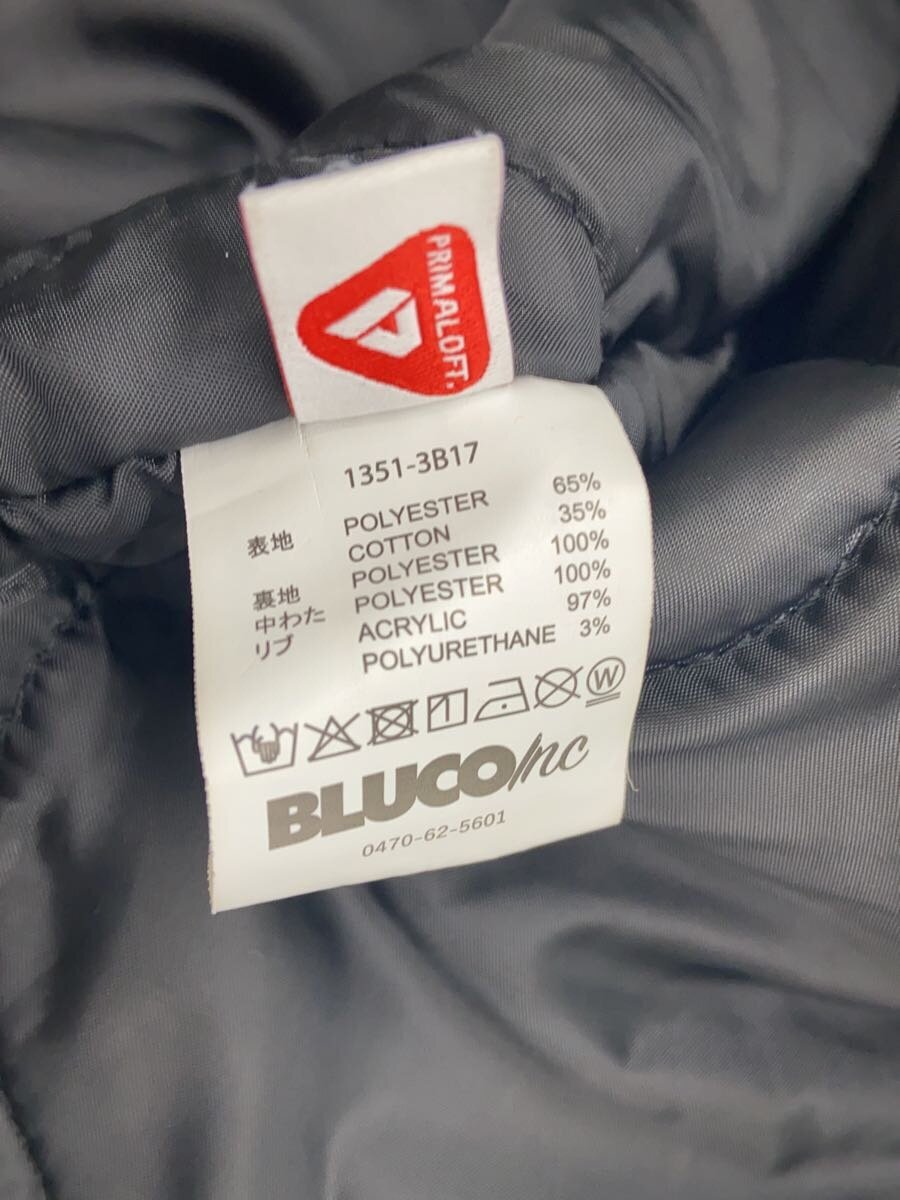 PRIMALOFT.
1351-3B17
表地 POLYESTER 65%
COTTON 35%
裏地 POLYESTER 100%
中わた POLYESTER 100%
リブ ACRYLIC 97%
POLYURETHANE 3%
W
BLUCO Inc
0470-62-5601